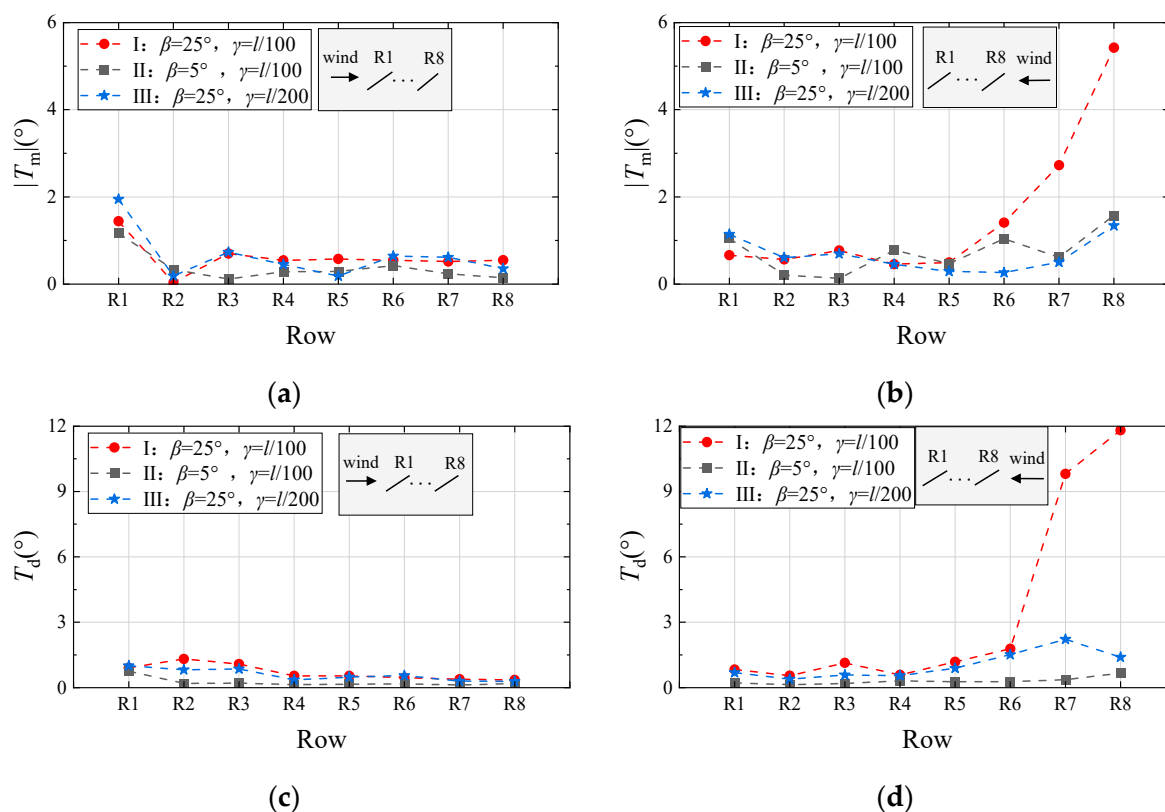 6
4
2
0
|Tm|(°)
I：β=25°，γ=l/100
II：β=5° ，γ=l/100
III：β=25°，γ=l/200
wind R1 R8
...
R1 R2 R3 R4 R5 R6 R7 R8
Row
(a)
6
4
2
0
|Tm|(°)
I：β=25°，γ=l/100
II：β=5° ，γ=l/100
III：β=25°，γ=l/200
R1 R8 wind
...
R1 R2 R3 R4 R5 R6 R7 R8
Row
(b)
12
9
6
3
0
Td(°)
I：β=25°，γ=l/100
II：β=5° ，γ=l/100
III：β=25°，γ=l/200
wind R1 R8
...
R1 R2 R3 R4 R5 R6 R7 R8
Row
(c)
12
9
6
3
0
Td(°)
I：β=25°，γ=l/100
II：β=5° ，γ=l/100
III：β=25°，γ=l/200
R1 R8 wind
...
R1 R2 R3 R4 R5 R6 R7 R8
Row
(d)